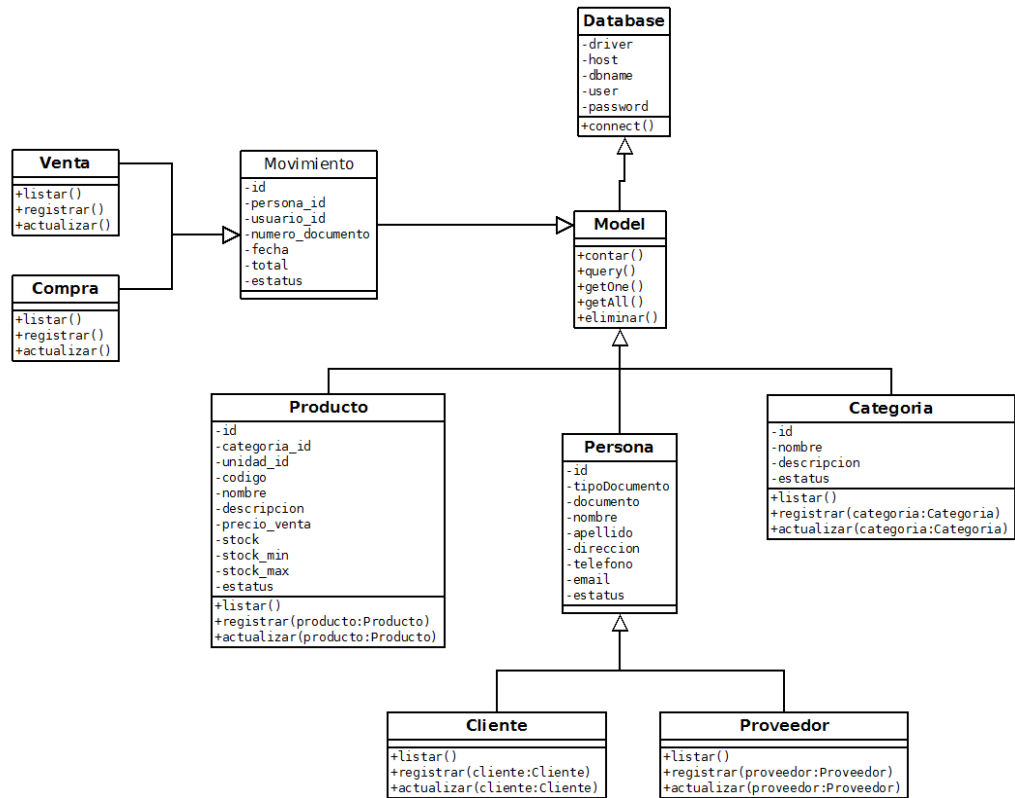 Database
-driver
-host
-dbname
-user
-password
+connect()
Venta
+listar()
+registrar()
+actualizar()
Movimiento
-id
-persona_id
-usuario_id
-numero_documento
-fecha
-total
-estatus
Model
+contar()
+query()
+getOne()
+getAll()
+eliminar()
Compra
+listar()
+registrar()
+actualizar()
Producto
-id
-categoria_id
-unidad_id
-codigo
-nombre
-descripcion
-precio_venta
-stock
-stock_min
-stock_max
-estatus
+listar()
+registrar(producto:Producto)
+actualizar(producto:Producto)
Persona
-id
-tipoDocumento
-documento
-nombre
-apellido
-direccion
-telefono
-email
-estatus
Categoria
-id
-nombre
-descripcion
-estatus
+listar()
+registrar(categoria:Categoria)
+actualizar(categoria:Categoria)
Cliente
+listar()
+registrar(cliente:Cliente)
+actualizar(cliente:Cliente)
Proveedor
+listar()
+registrar(proveedor:Proveedor)
+actualizar(proveedor:Proveedor)